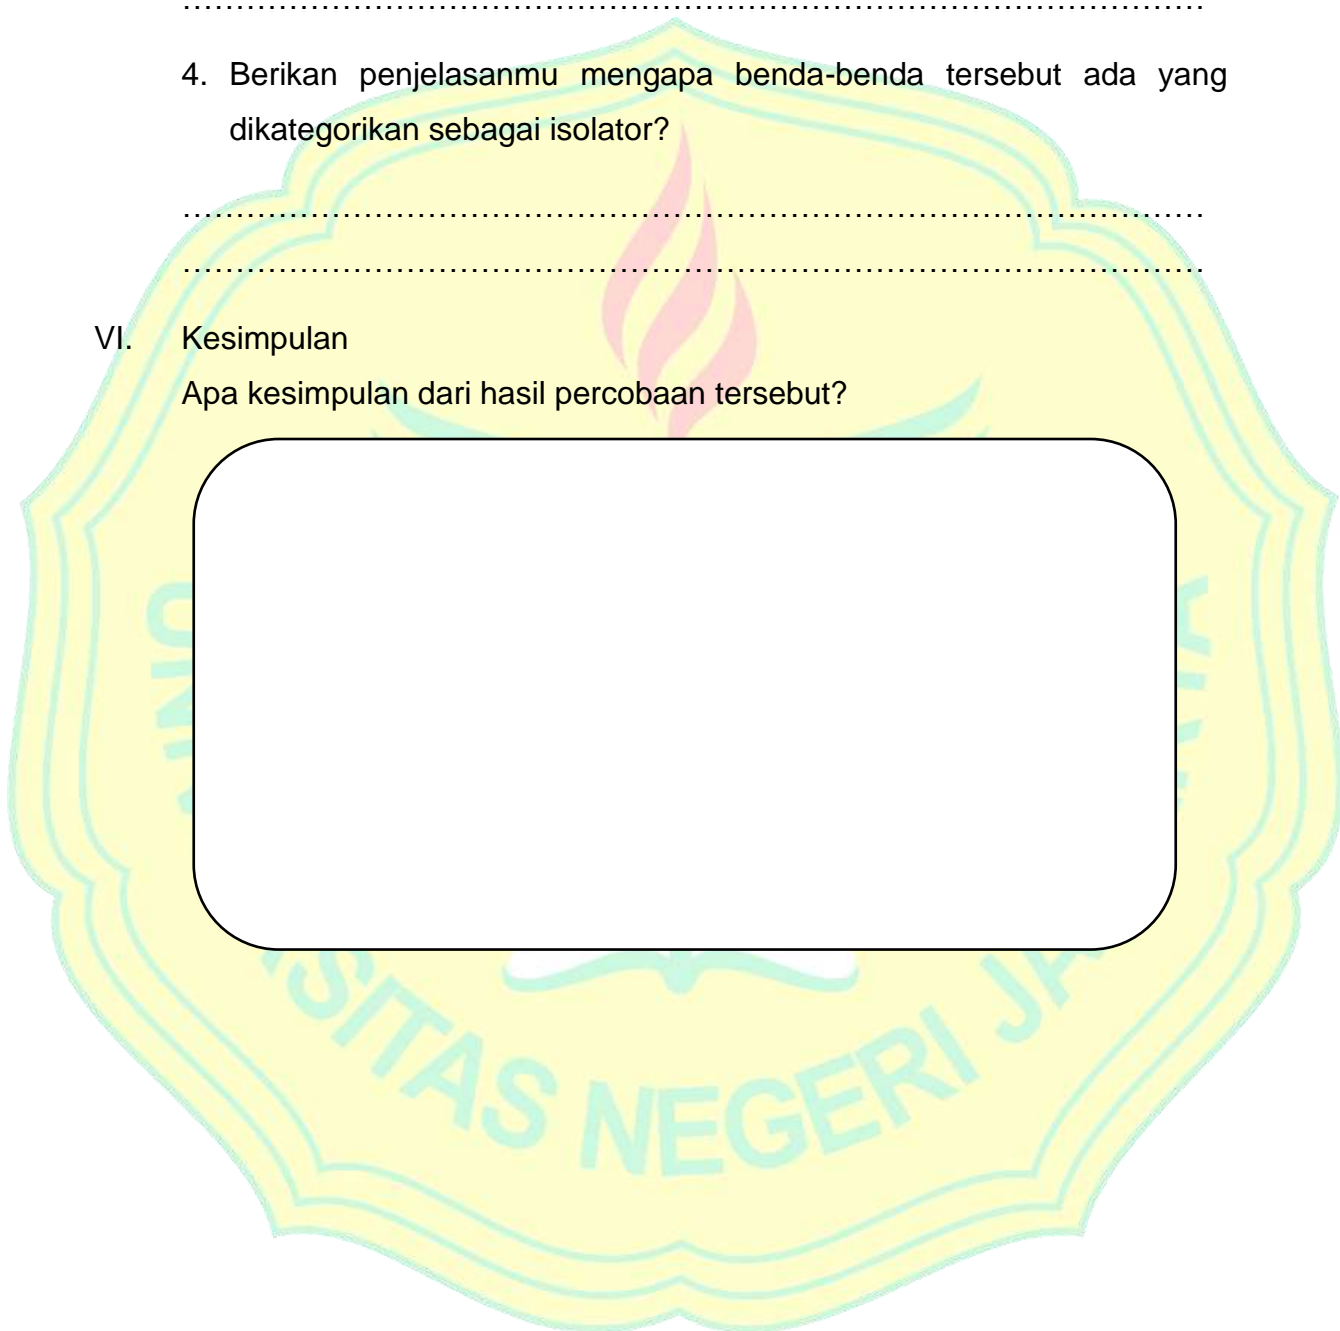 ……………………………………………………………………………………
4. Berikan penjelasanmu mengapa benda-benda tersebut ada yang
dikategorikan sebagai isolator?
……………………………………………………………………………………
……………………………………………………………………………………
VI. Kesimpulan
Apa kesimpulan dari hasil percobaan tersebut?
SITAS NEGERI JA